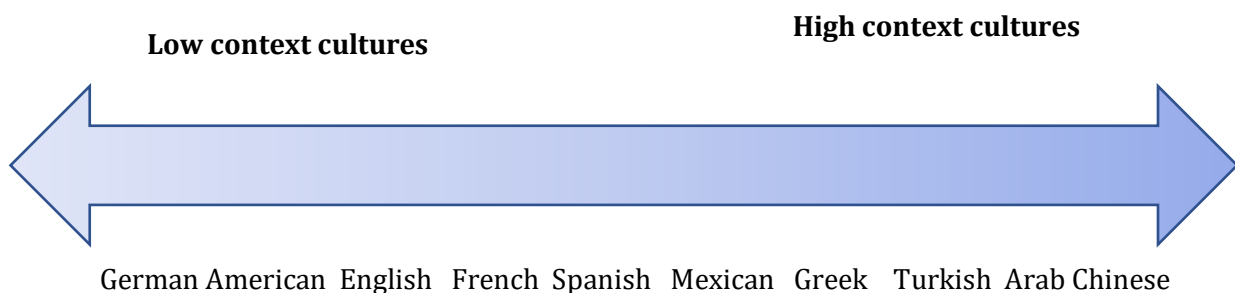 Low context cultures
High context cultures
German American English French Spanish Mexican Greek Turkish Arab Chinese